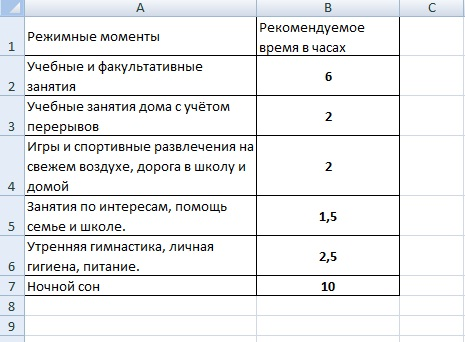 A B C
1 Режимные моменты Рекомендуемое
время в часах
2 Учебные и факультативные
занятия 6
3 Учебные занятия дома с учётом
перерывов 2
4 Игры и спортивные развлечения на
свежем воздухе, дорога в школу и
домой 2
5 Занятия по интересам, помощь
семье и школе. 1,5
6 Утренняя гимнастика, личная
гигиена, питание. 2,5
7 Ночной сон 10
8
9